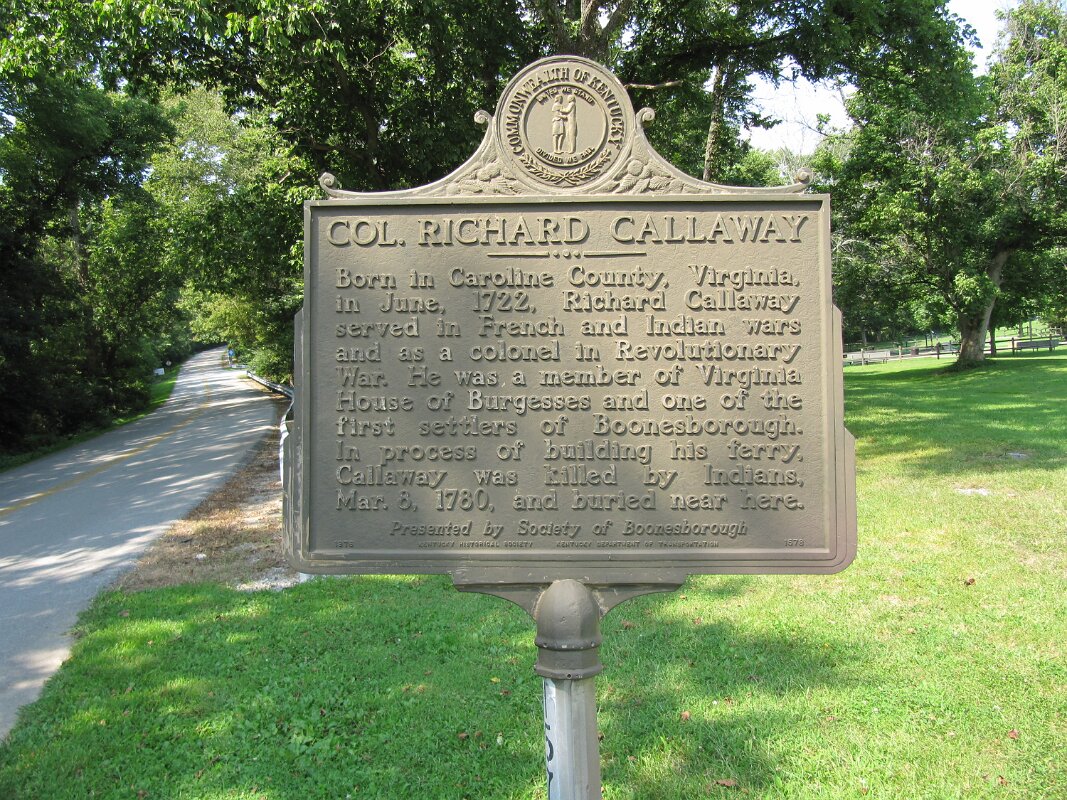 COMMONWEALTH OF KENTUCKY
UNITED WE STAND
DIVIDED WE FALL
COL. RICHARD CALLAWAY
Born in Caroline County, Virginia,
in June, 1722, Richard Callaway
served in French and Indian wars
and as a colonel in Revolutionary
War. He was a member of Virginia
House of Burgesses and one of the
first settlers of Boonesborough.
In process of building his ferry,
Callaway was killed by Indians,
Mar. 8, 1780, and buried near here.
Presented by Society of Boonesborough
1976 KENTUCKY HISTORICAL SOCIETY KENTUCKY DEPARTMENT OF TRANSPORTATION 1578